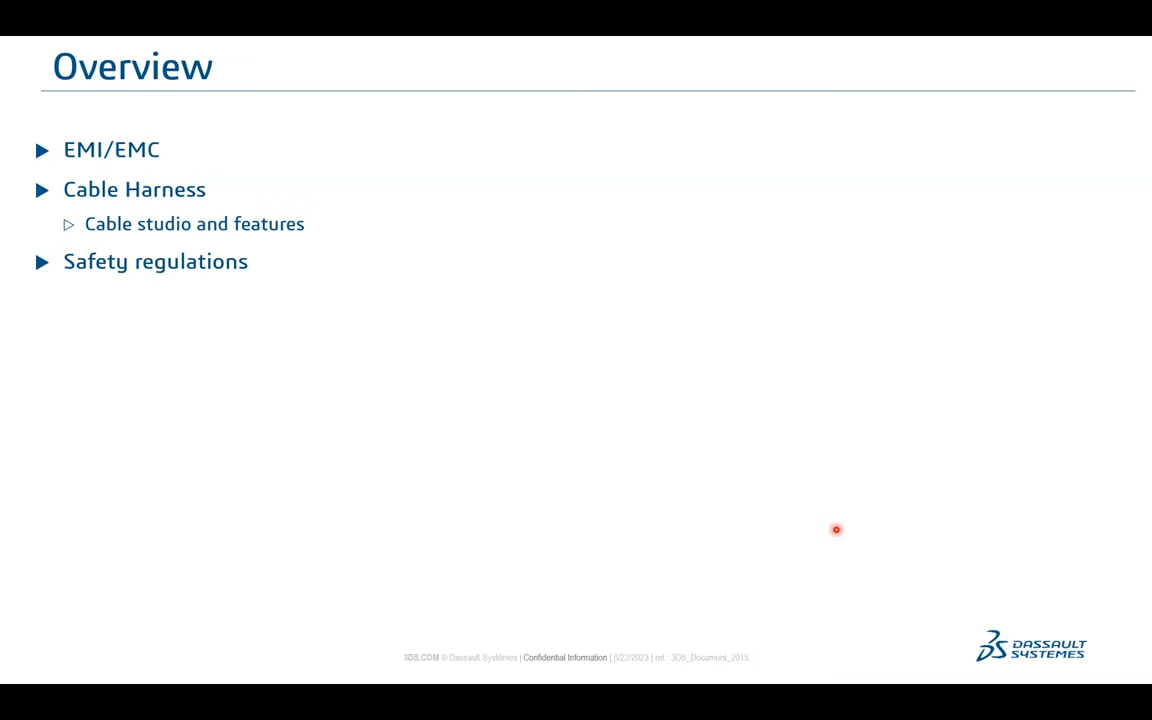 Overview
EMI/EMC
Cable Harness
Cable studio and features
Safety regulations
3DS.COM © Dassault Systèmes | Confidential Information | 8/22/2023 | ref.: 3DS_Document_2015
DASSAULT
SYSTEMES